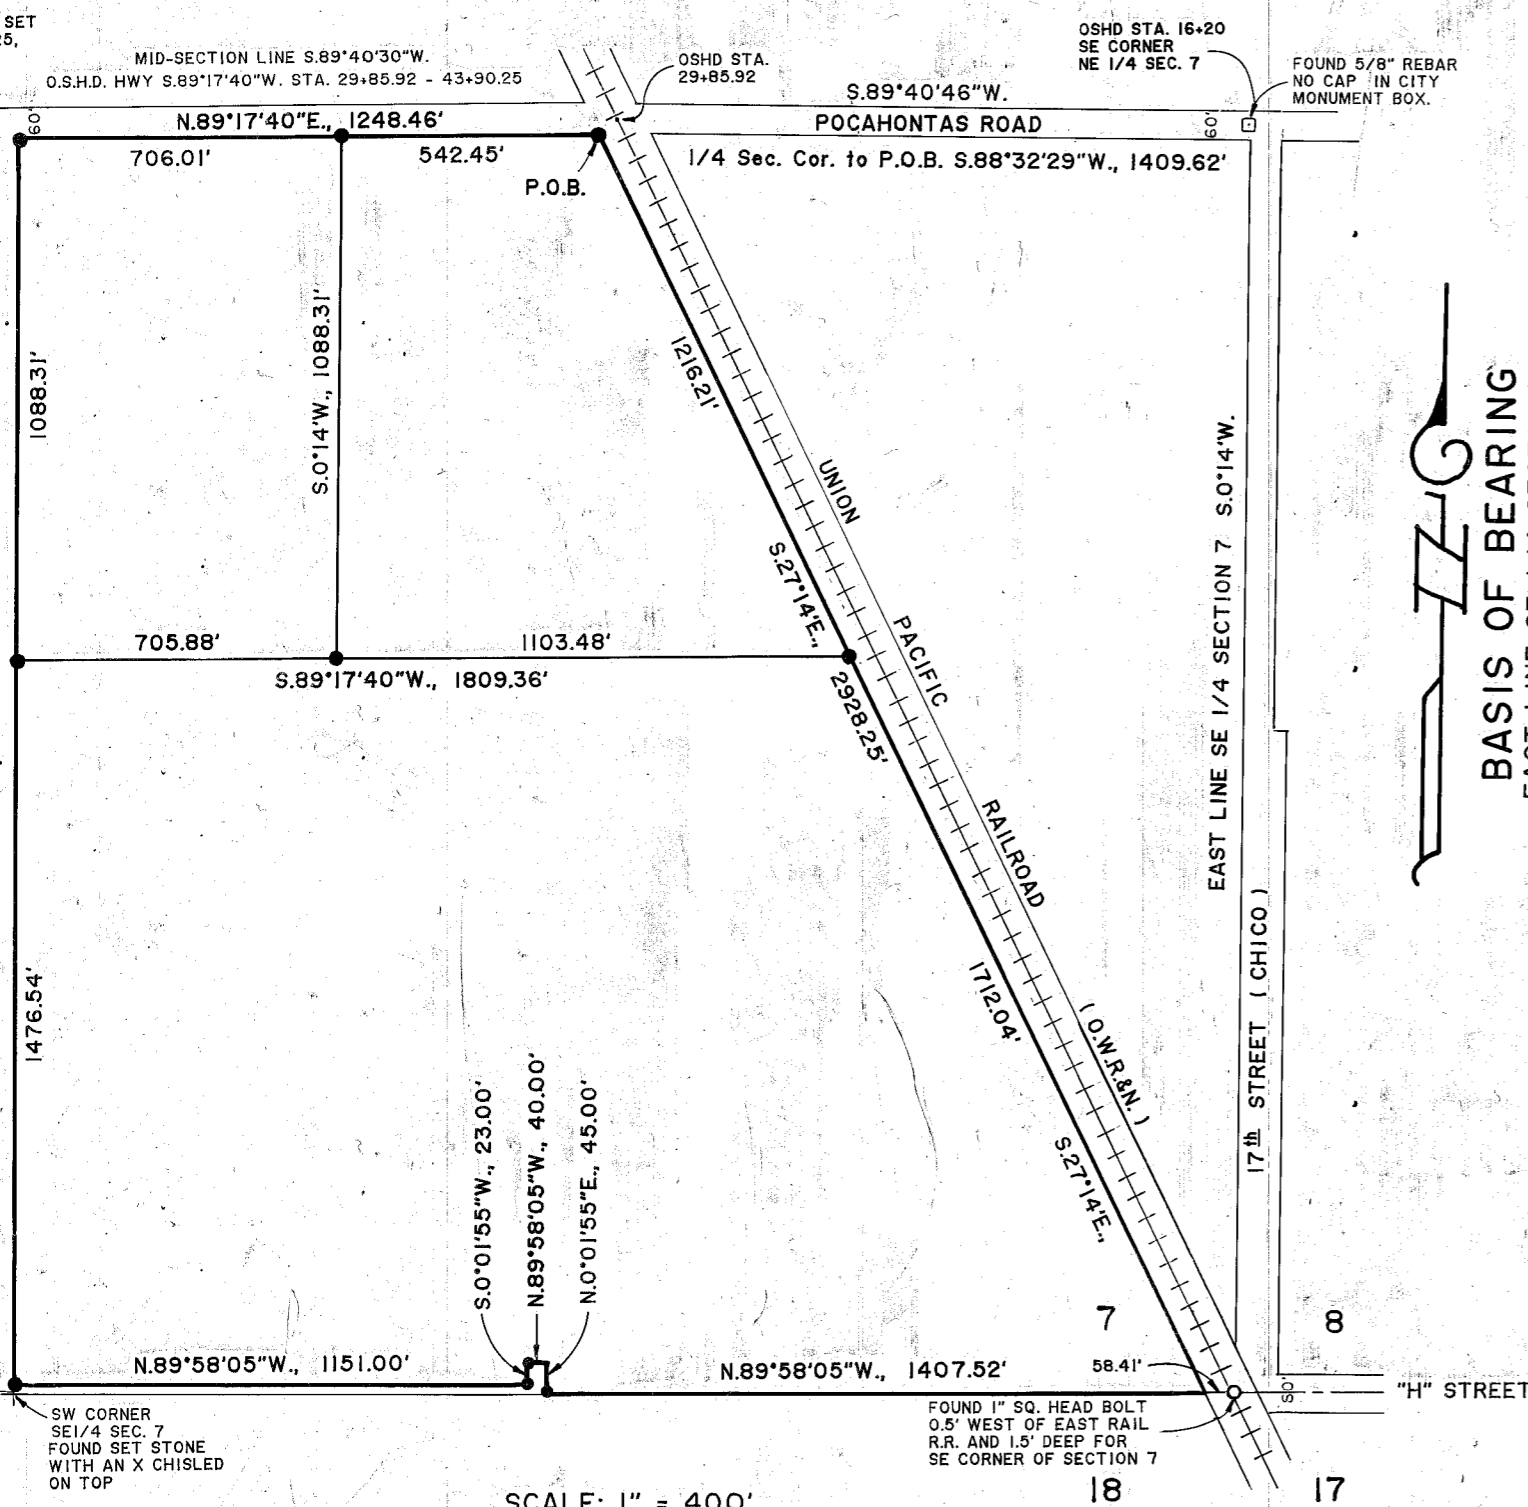 SET
MID-SECTION LINE S.89°40'30"W.
O.S.H.D. HWY S.89°17'40"W. STA. 29+85.92 - 43+90.25
OSHD STA.
29+85.92
OSHD STA. 16+20
SE CORNER
NE 1/4 SEC. 7
FOUND 5/8" REBAR
NO CAP IN CITY
MONUMENT BOX.
S.89°40'46"W.
60'
N.89°17'40"E., 1248.46'
POCAHONTAS ROAD
60'
706.01'
542.45'
1/4 Sec. Cor. to P.O.B. S.88°32'29"W., 1409.62'
P.O.B.
1088.31'
S.0°14'W., 1088.31'
1216.21'
UNION
PACIFIC
RAILROAD
(O.W.R.&N.)
S.27°14'E.,
2928.25'
EAST LINE SE 1/4 SECTION 7 S.0°14'W.
BASIS OF BEARING
705.88'
1103.48'
S.89°17'40"W., 1809.36'
1476.54'
1712.04'
S.27°14'E.,
17th STREET (CHICO)
S.0°01'55"W., 23.00'
N.89°58'05"W., 40.00'
N.0°01'55"E., 45.00'
7
8
N.89°58'05"W., 1151.00'
N.89°58'05"W., 1407.52'
58.41'
"H" STREET
SW CORNER
SE1/4 SEC. 7
FOUND SET STONE
WITH AN X CHISLED
ON TOP
FOUND 1" SQ. HEAD BOLT
0.5' WEST OF EAST RAIL
R.R. AND 1.5' DEEP FOR
SE CORNER OF SECTION 7
18
17
SCALE: 1" = 400'